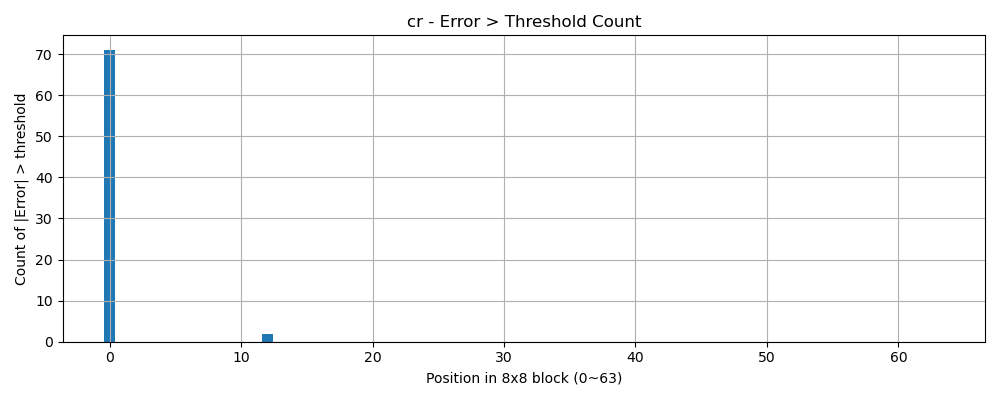 cr - Error > Threshold Count
Count of |Error| > threshold
70
60
50
40
30
20
10
0
0 10 20 30 40 50 60
Position in 8x8 block (0~63)